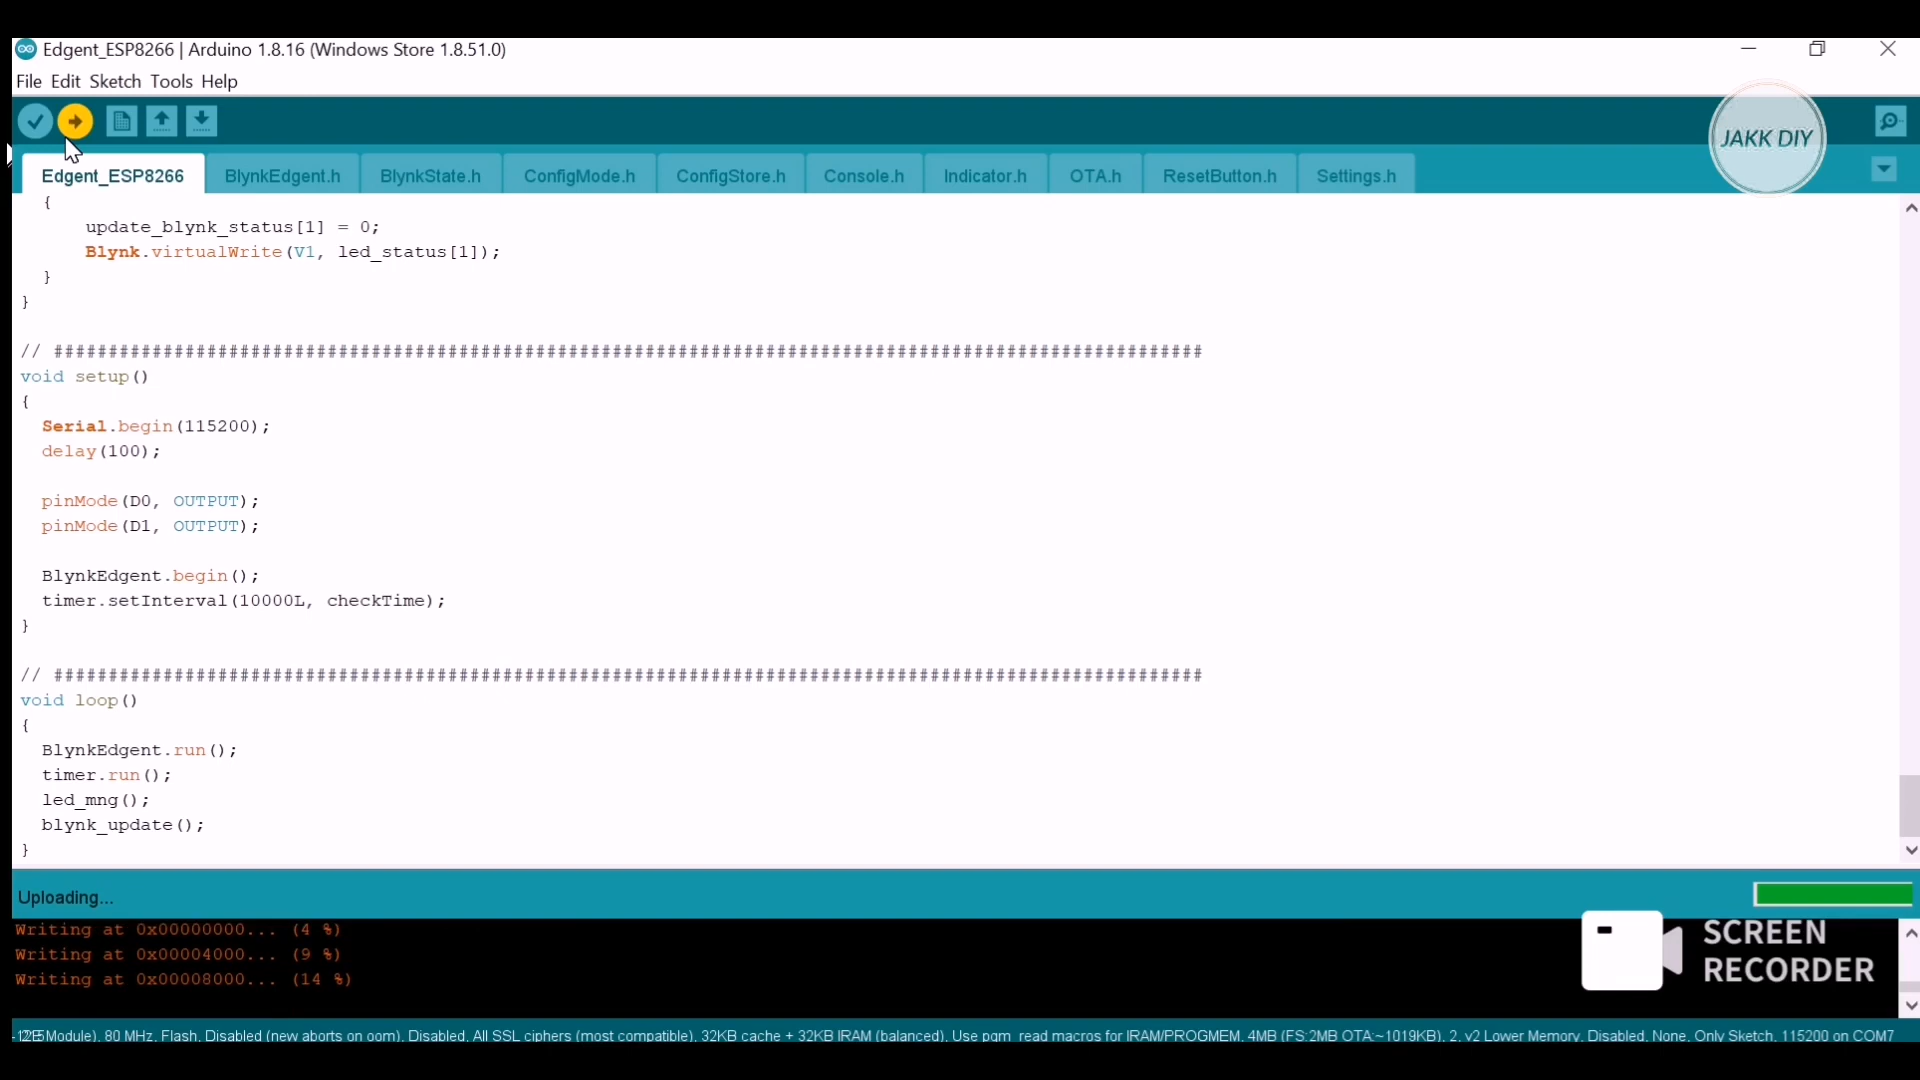 Edgent_ESP8266 | Arduino 1.8.16 (Windows Store 1.8.51.0)
File Edit Sketch Tools Help
JAKK DIY
Edgent_ESP8266 BlynkEdgent.h BlynkState.h ConfigMode.h ConfigStore.h Console.h Indicator.h OTA.h ResetButton.h Settings.h
{
update_blynk_status[1] = 0;
Blynk.virtualWrite(V1, led_status[1]);
}
}
// #########################################################################################################
void setup()
{
Serial.begin(115200);
delay(100);
pinMode(D0, OUTPUT);
pinMode(D1, OUTPUT);
BlynkEdgent.begin();
timer.setInterval(10000L, checkTime);
}
// #########################################################################################################
void loop()
{
BlynkEdgent.run();
timer.run();
led_mng();
blynk_update();
}
Uploading...
Writing at 0x00000000... (4 %)
Writing at 0x00004000... (9 %)
Writing at 0x00008000... (14 %)
SCREEN
RECORDER
Module), 80 MHz, Flash, Disabled (new aborts on oom), Disabled, All SSL ciphers (most compatible), 32KB cache + 32KB IRAM (balanced), Use pgm_read macros for IRAM/PROGMEM, 4MB (FS:2MB OTA:~1019KB), 2, v2 Lower Memory, Disabled, None, Only Sketch, 115200 on COM7